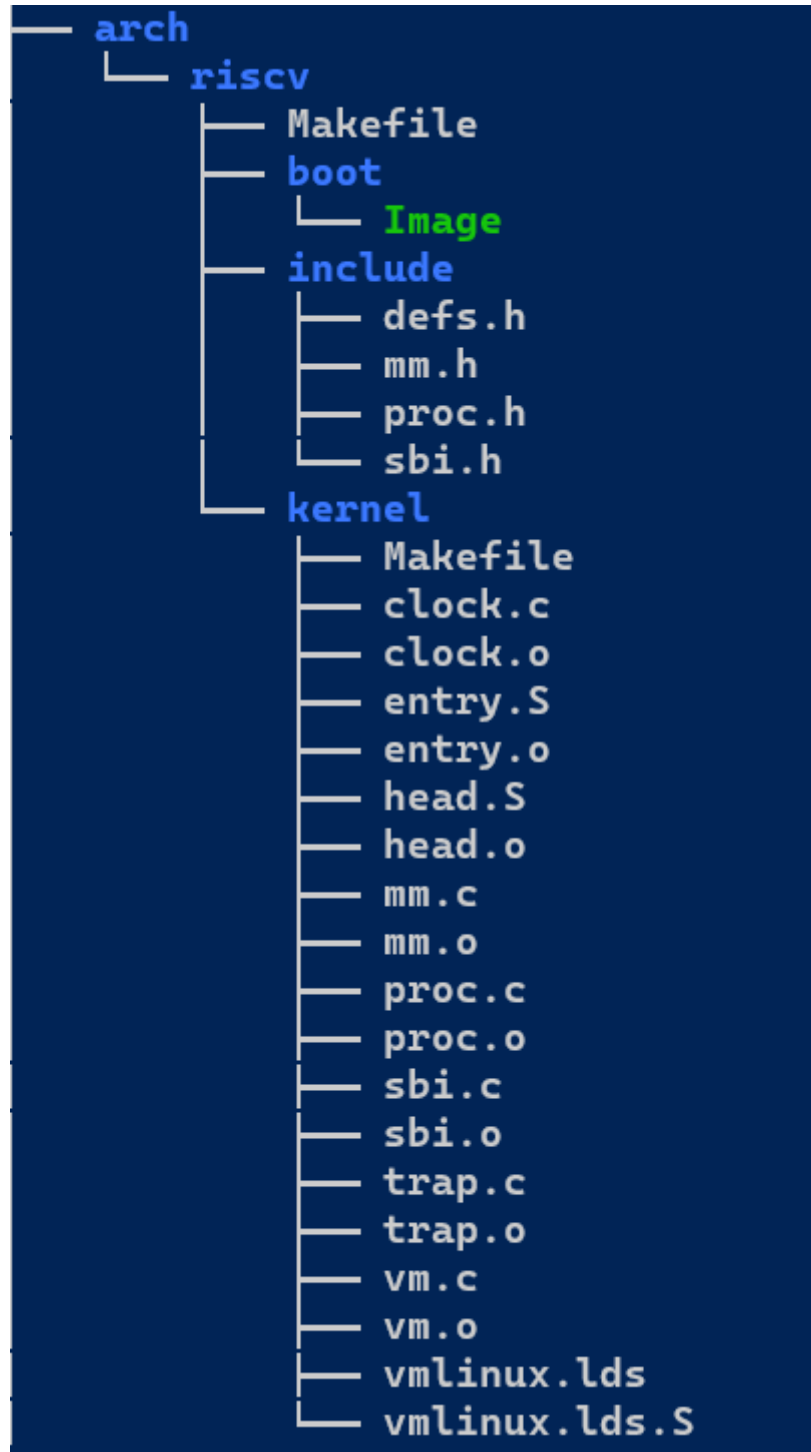 ├── arch
│   └── riscv
│       ├── Makefile
│       ├── boot
│       │   └── Image
│       ├── include
│       │   ├── defs.h
│       │   ├── mm.h
│       │   ├── proc.h
│       │   └── sbi.h
│       └── kernel
│           ├── Makefile
│           ├── clock.c
│           ├── clock.o
│           ├── entry.S
│           ├── entry.o
│           ├── head.S
│           ├── head.o
│           ├── mm.c
│           ├── mm.o
│           ├── proc.c
│           ├── proc.o
│           ├── sbi.c
│           ├── sbi.o
│           ├── trap.c
│           ├── trap.o
│           ├── vm.c
│           ├── vm.o
│           ├── vmlinux.lds
│           └── vmlinux.lds.S